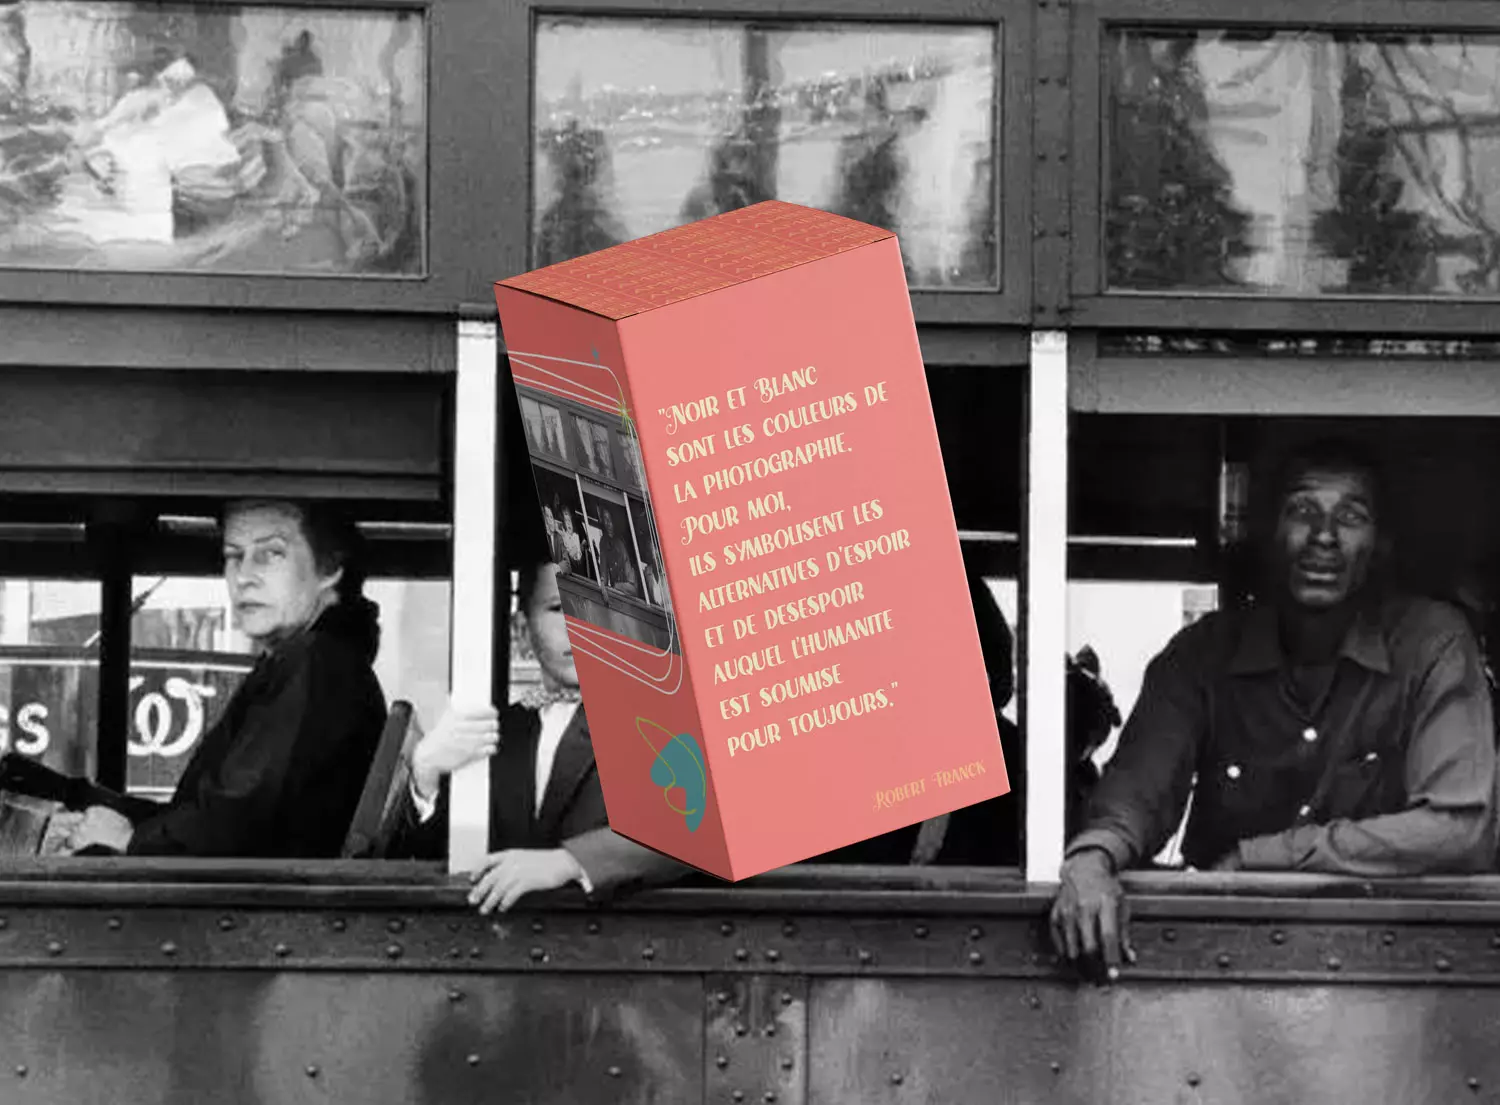 "Noir et Blanc
sont les couleurs de
la photographie.
Pour moi,
ils symbolisent les
alternatives d'espoir
et de desespoir
auquel l'humanite
est soumise
pour toujours."
Robert Franck
GS